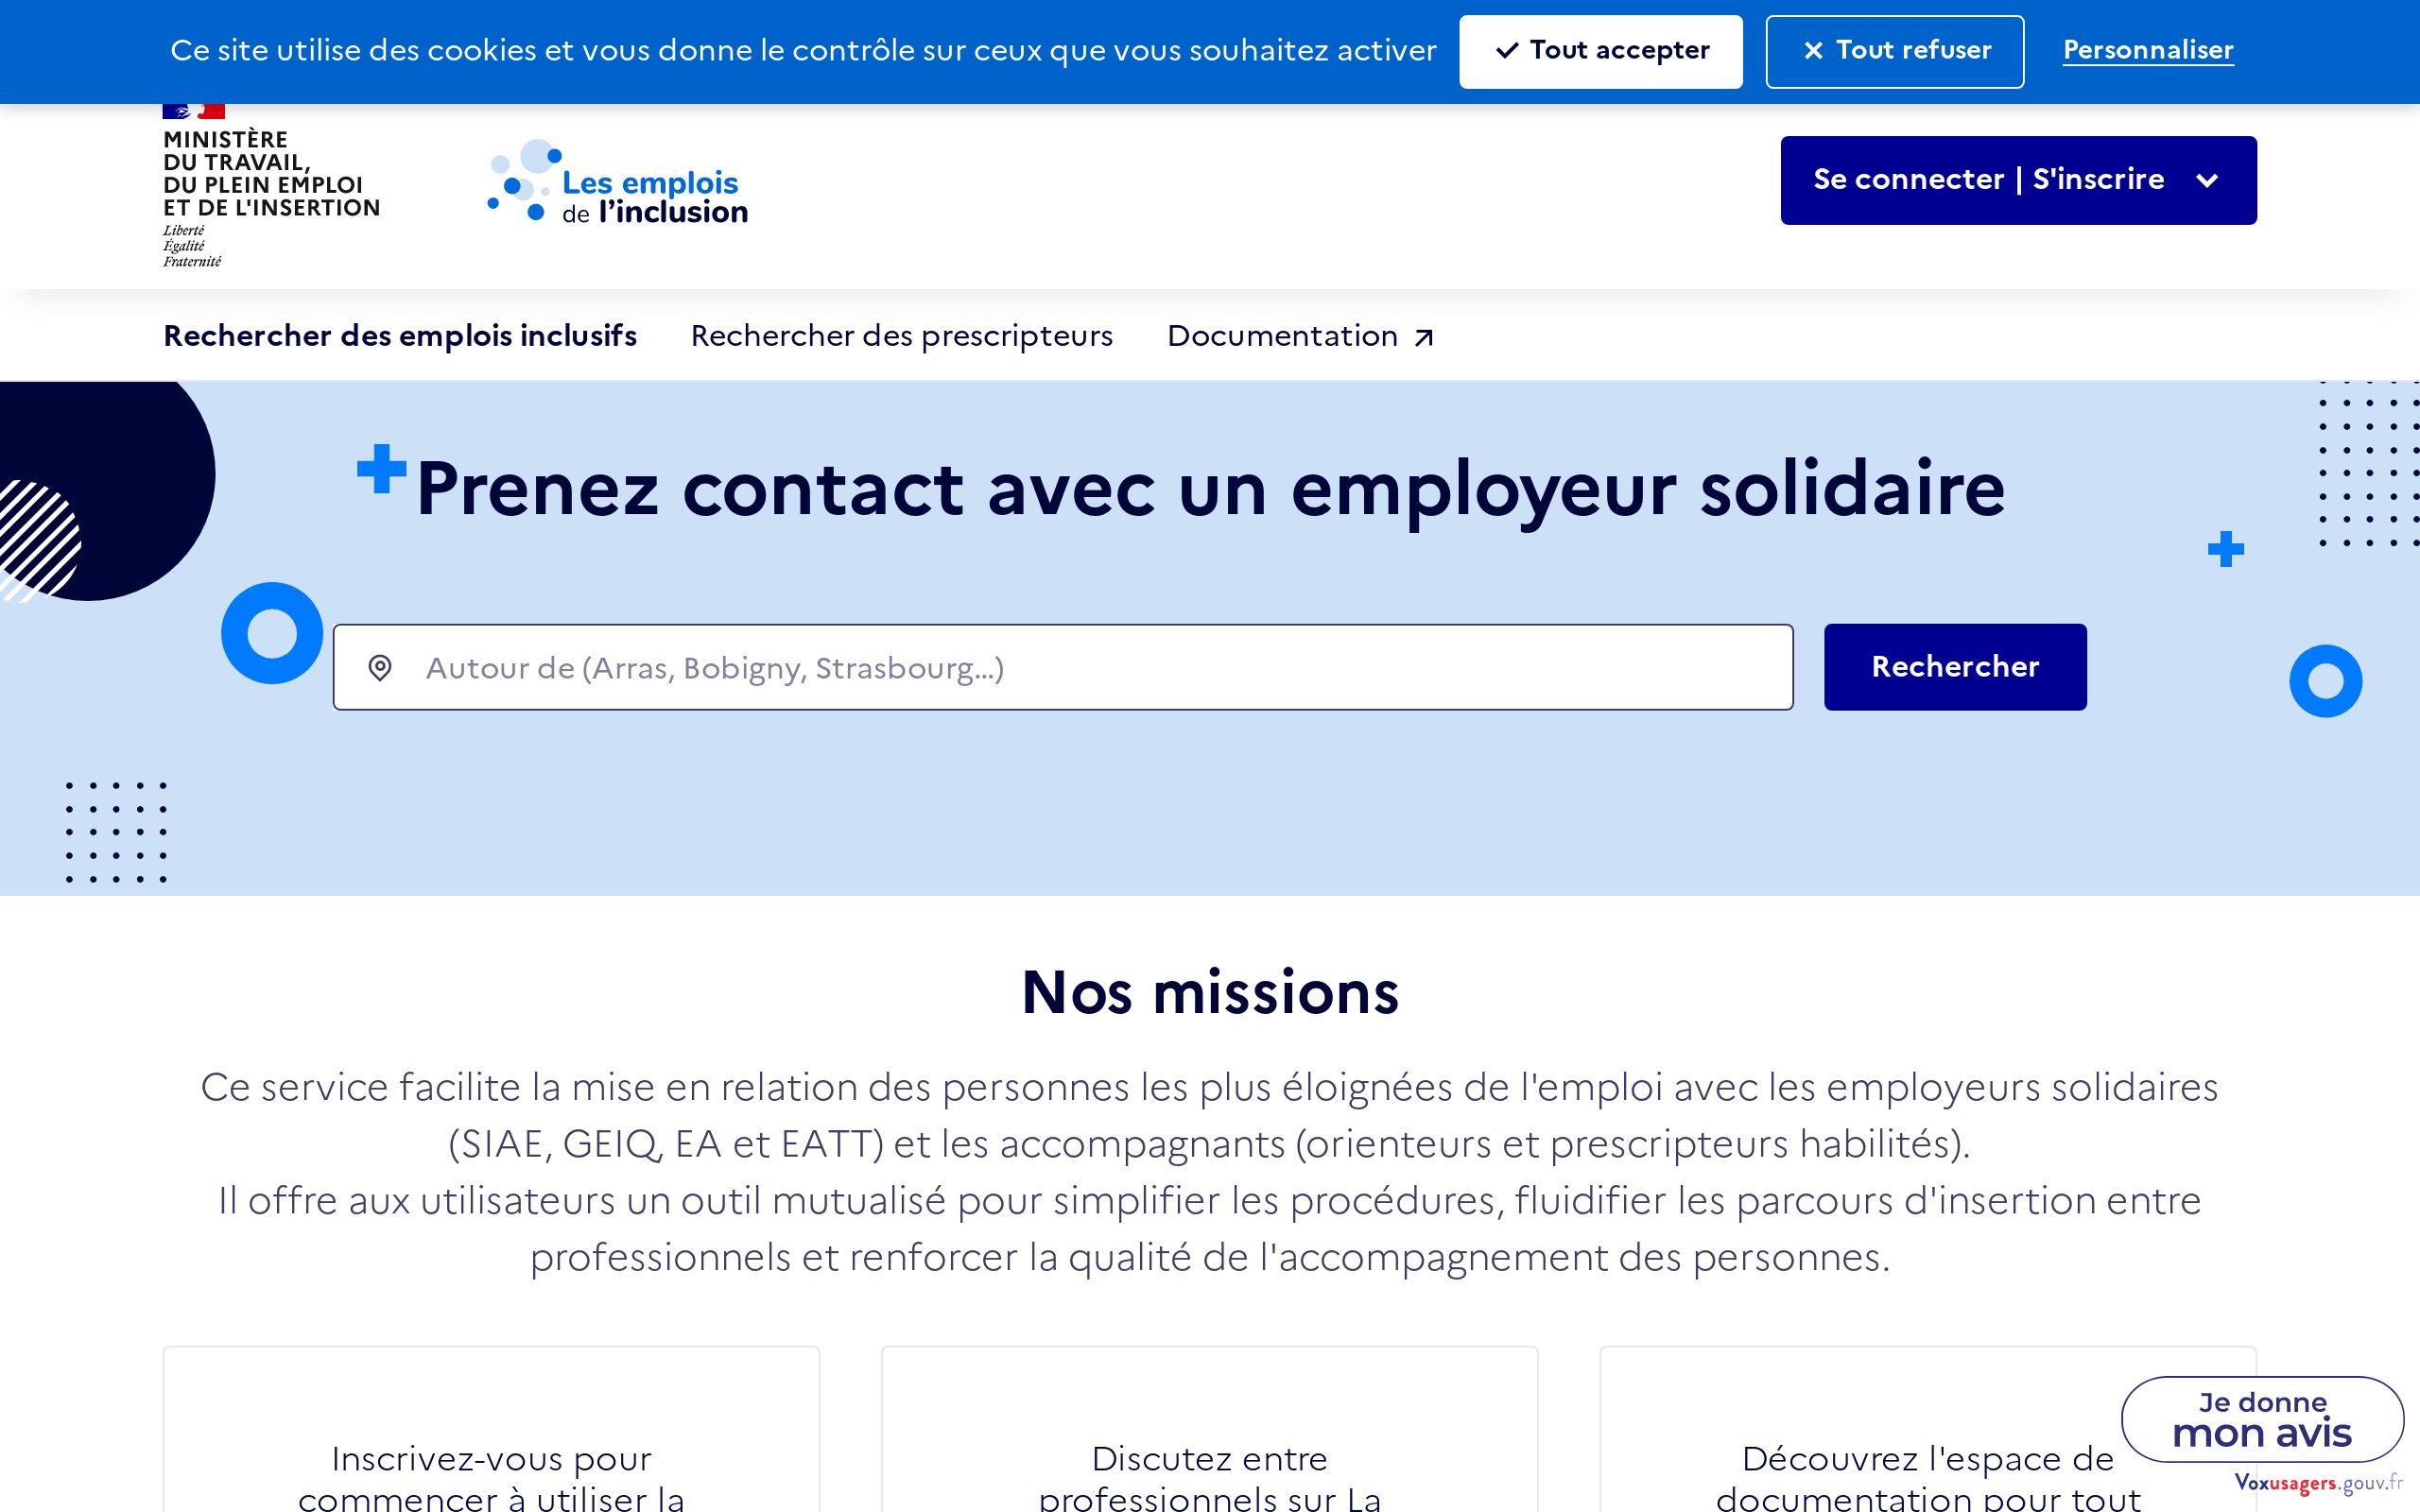 Ce site utilise des cookies et vous donne le contrôle sur ceux que vous souhaitez activer
Tout accepter
Tout refuser
Personnaliser
MINISTÈRE
DU TRAVAIL,
DU PLEIN EMPLOI
ET DE L'INSERTION
Liberté
Égalité
Fraternité
Les emplois
de l'inclusion
Se connecter | S'inscrire
Rechercher des emplois inclusifs
Rechercher des prescripteurs
Documentation
Prenez contact avec un employeur solidaire
Autour de (Arras, Bobigny, Strasbourg…)
Rechercher
Nos missions
Ce service facilite la mise en relation des personnes les plus éloignées de l'emploi avec les employeurs solidaires
(SIAE, GEIQ, EA et EATT) et les accompagnants (orienteurs et prescripteurs habilités).
Il offre aux utilisateurs un outil mutualisé pour simplifier les procédures, fluidifier les parcours d'insertion entre
professionnels et renforcer la qualité de l'accompagnement des personnes.
Inscrivez-vous pour
commencer à utiliser la
Discutez entre
professionnels sur La
Découvrez l'espace de
documentation pour tout
Je donne
mon avis
Voxusagers.gouv.fr